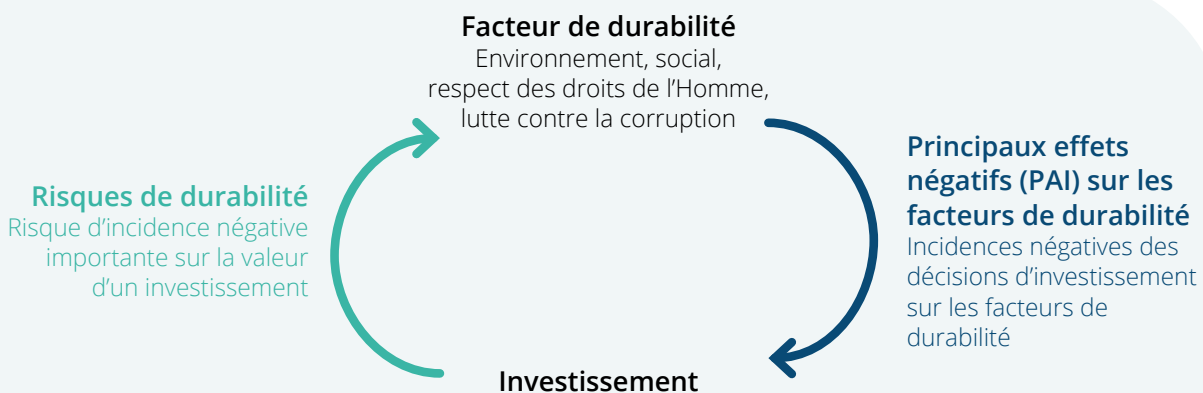 Facteur de durabilité
Environnement, social,
respect des droits de l’Homme,
lutte contre la corruption
Risques de durabilité
Risque d’incidence négative
importante sur la valeur
d’un investissement
Principaux effets
négatifs (PAI) sur les
facteurs de durabilité
Incidences négatives des
décisions d’investissement
sur les facteurs de
durabilité
Investissement